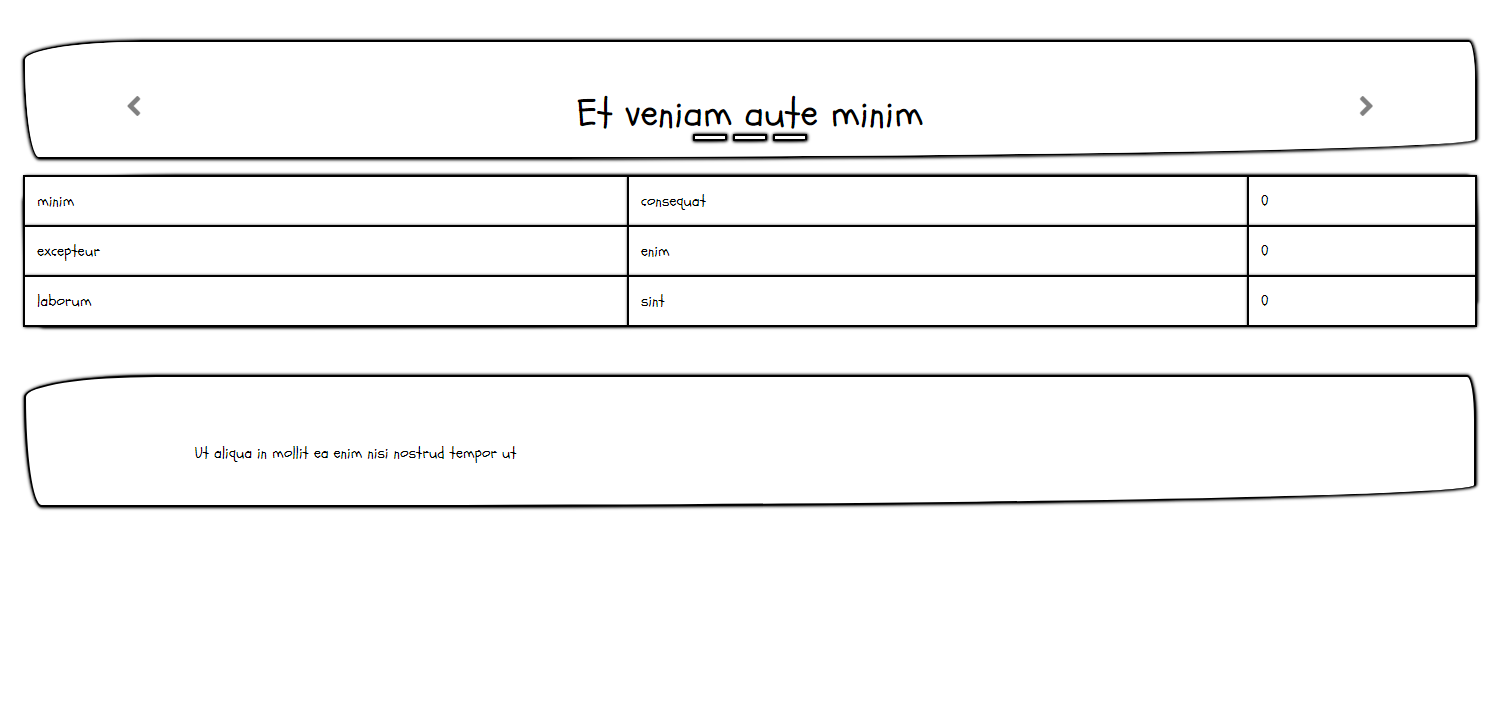 Et veniam aute minim
minim consequat 0
excepteur enim 0
laborum sint 0
Ut aliqua in mollit ea enim nisi nostrud tempor ut